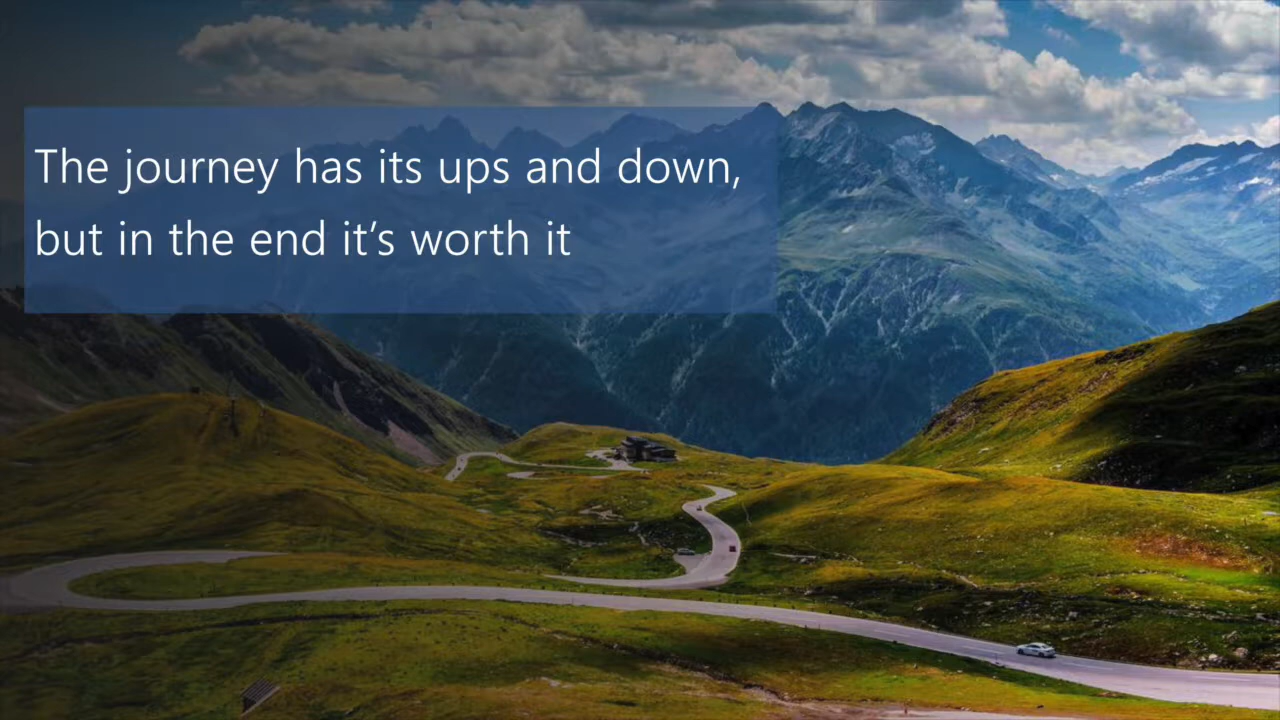 The journey has its ups and down,
but in the end it’s worth it